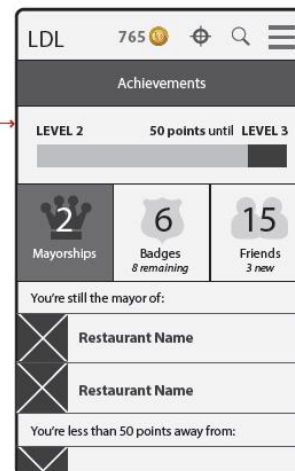 LDL 765
Achievements
LEVEL 2 50 points until LEVEL 3
2 6 15
Mayorships Badges Friends
8 remaining 3 new
You're still the mayor of:
Restaurant Name
Restaurant Name
You're less than 50 points away from: